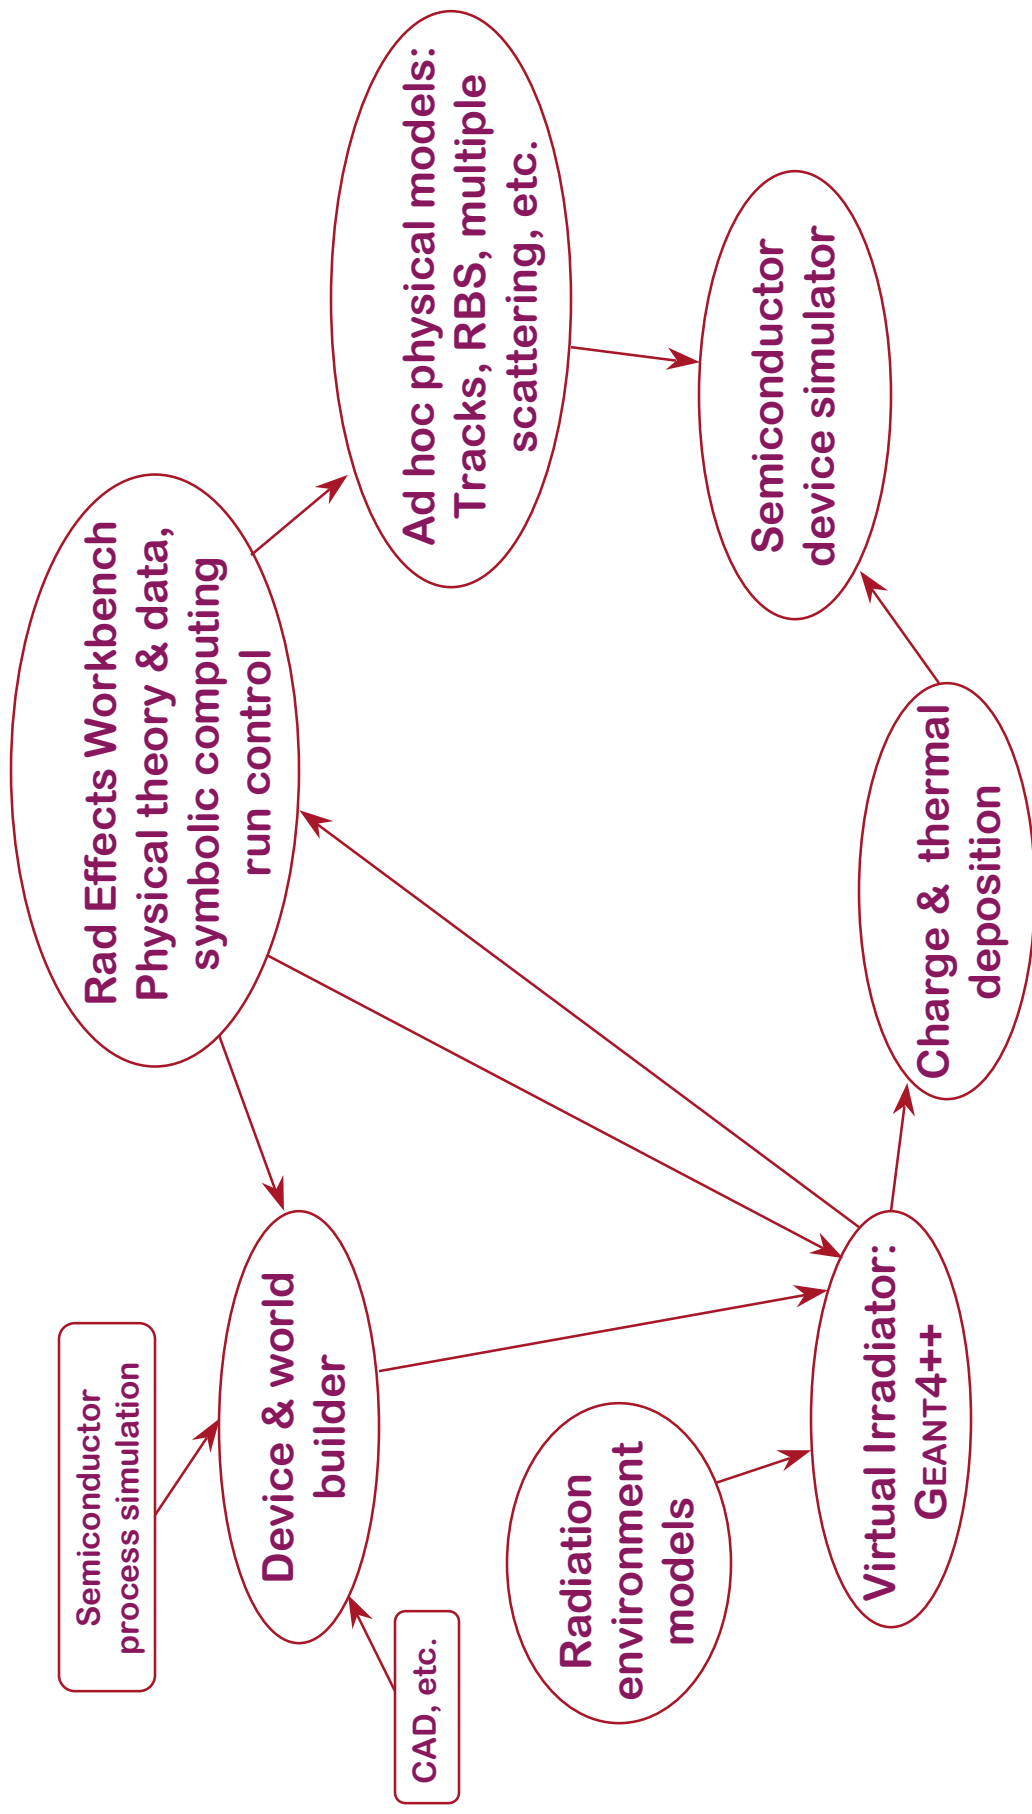 Rad Effects Workbench
Physical theory & data,
symbolic computing
run control
Semiconductor
process simulation
Device & world
builder
CAD, etc.
Ad hoc physical models:
Tracks, RBS, multiple
scattering, etc.
Radiation
environment
models
Semiconductor
device simulator
Virtual Irradiator:
GEANT4++
Charge & thermal
deposition